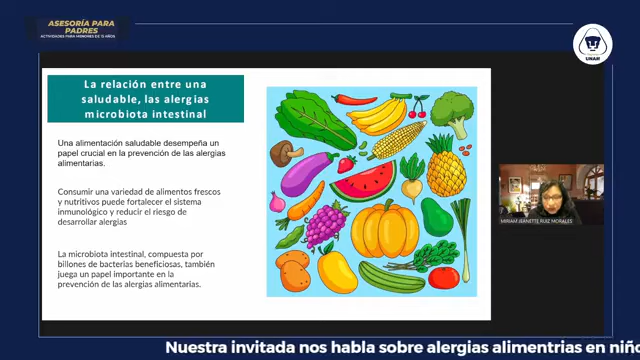 ASESORÍA PARA
PADRES
ACTIVIDADES PARA MENORES DE 15 AÑOS
UNAM
La relación entre una
saludable, las alergias
microbiota intestinal
Una alimentación saludable desempeña un
papel crucial en la prevención de las alergias
alimentarias.
Consumir una variedad de alimentos frescos
y nutritivos puede fortalecer el sistema
inmunológico y reducir el riesgo de
desarrollar alergias
La microbiota intestinal, compuesta por
billones de bacterias beneficiosas, también
juega un papel importante en la
prevención de las alergias alimentarias.
MIRIAM JEANETTE RUIZ MORALES
Nuestra invitada nos habla sobre alergias alimentrias en niño